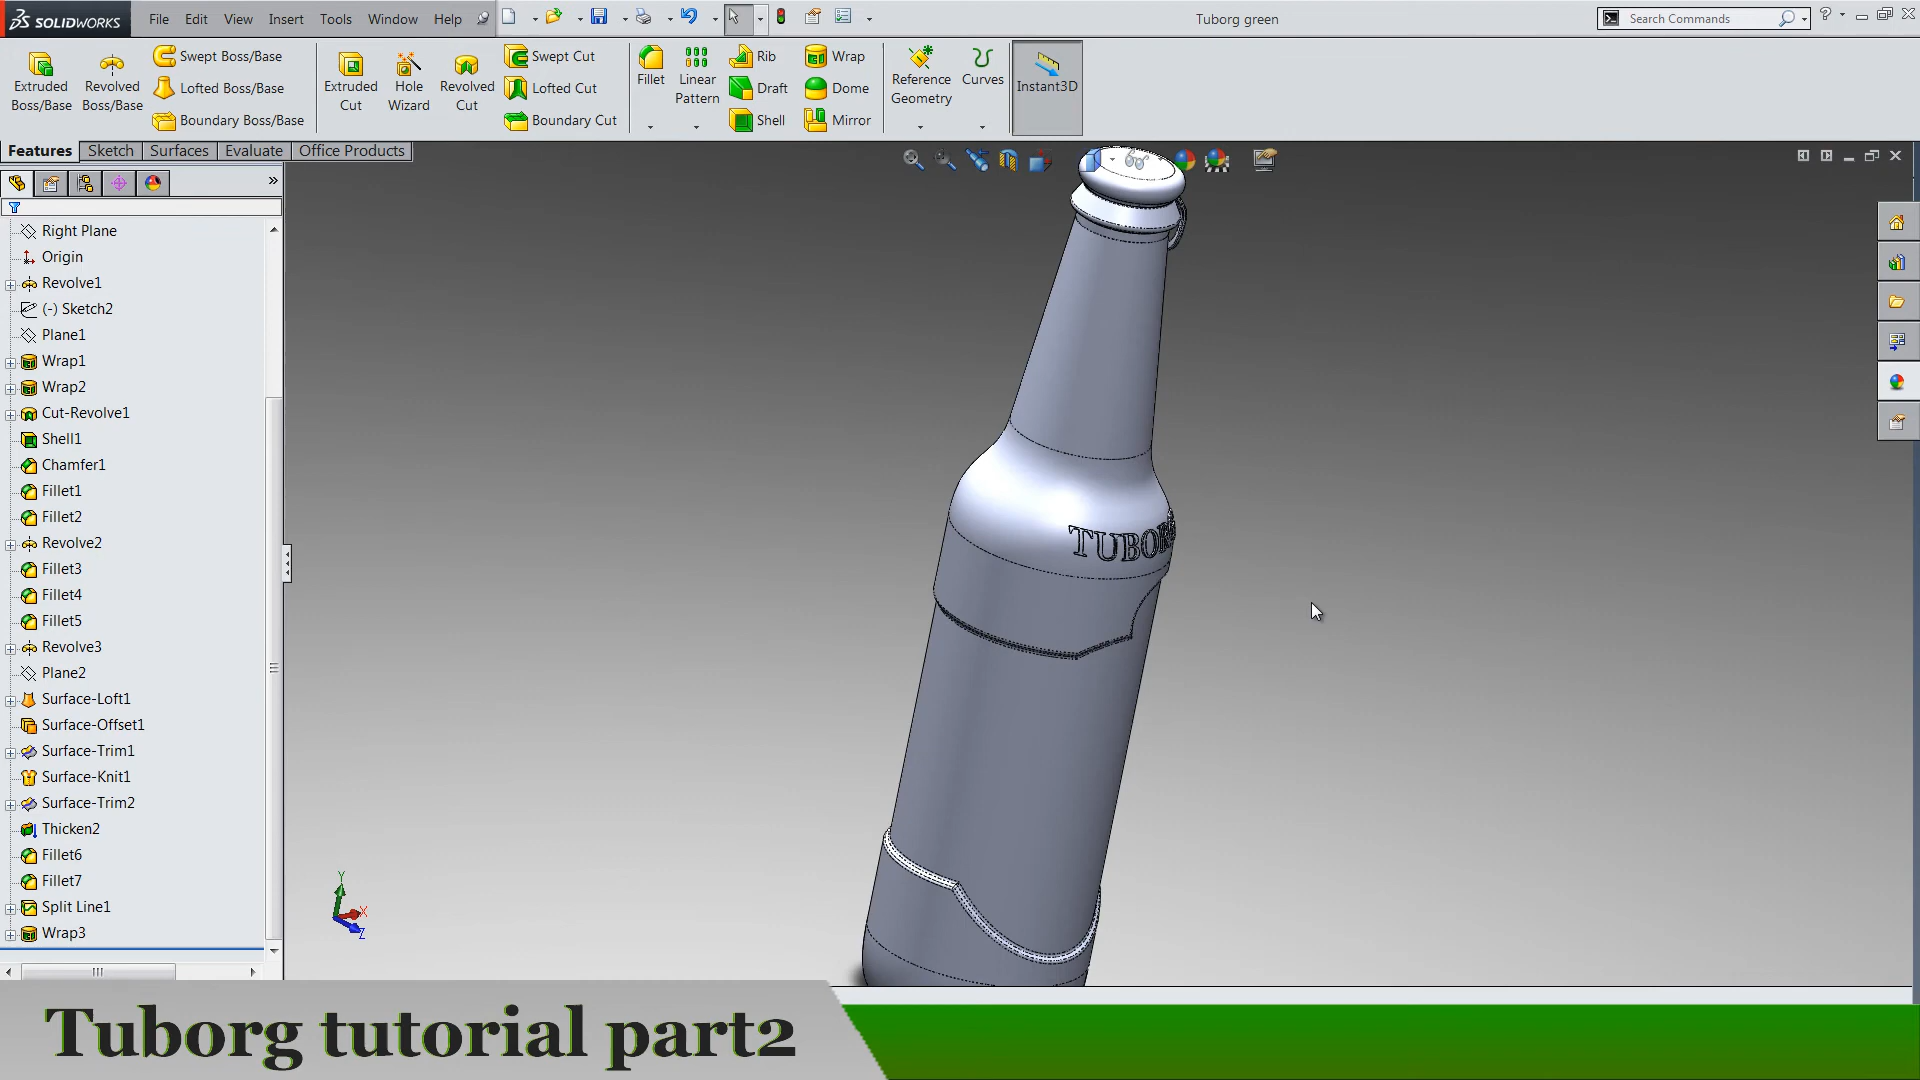 SOLIDWORKS
File Edit View Insert Tools Window Help
Tuborg green
Search Commands
Extruded Boss/Base
Revolved Boss/Base
Swept Boss/Base
Lofted Boss/Base
Boundary Boss/Base
Extruded Cut
Hole Wizard
Revolved Cut
Swept Cut
Lofted Cut
Boundary Cut
Fillet
Linear Pattern
Rib
Draft
Shell
Wrap
Dome
Mirror
Reference Geometry
Curves
Instant3D
Features Sketch Surfaces Evaluate Office Products
Right Plane
Origin
Revolve1
(-) Sketch2
Plane1
Wrap1
Wrap2
Cut-Revolve1
Shell1
Chamfer1
Fillet1
Fillet2
Revolve2
Fillet3
Fillet4
Fillet5
Revolve3
Plane2
Surface-Loft1
Surface-Offset1
Surface-Trim1
Surface-Knit1
Surface-Trim2
Thicken2
Fillet6
Fillet7
Split Line1
Wrap3
TUBOR
Y
X
Z
Tuborg tutorial part2